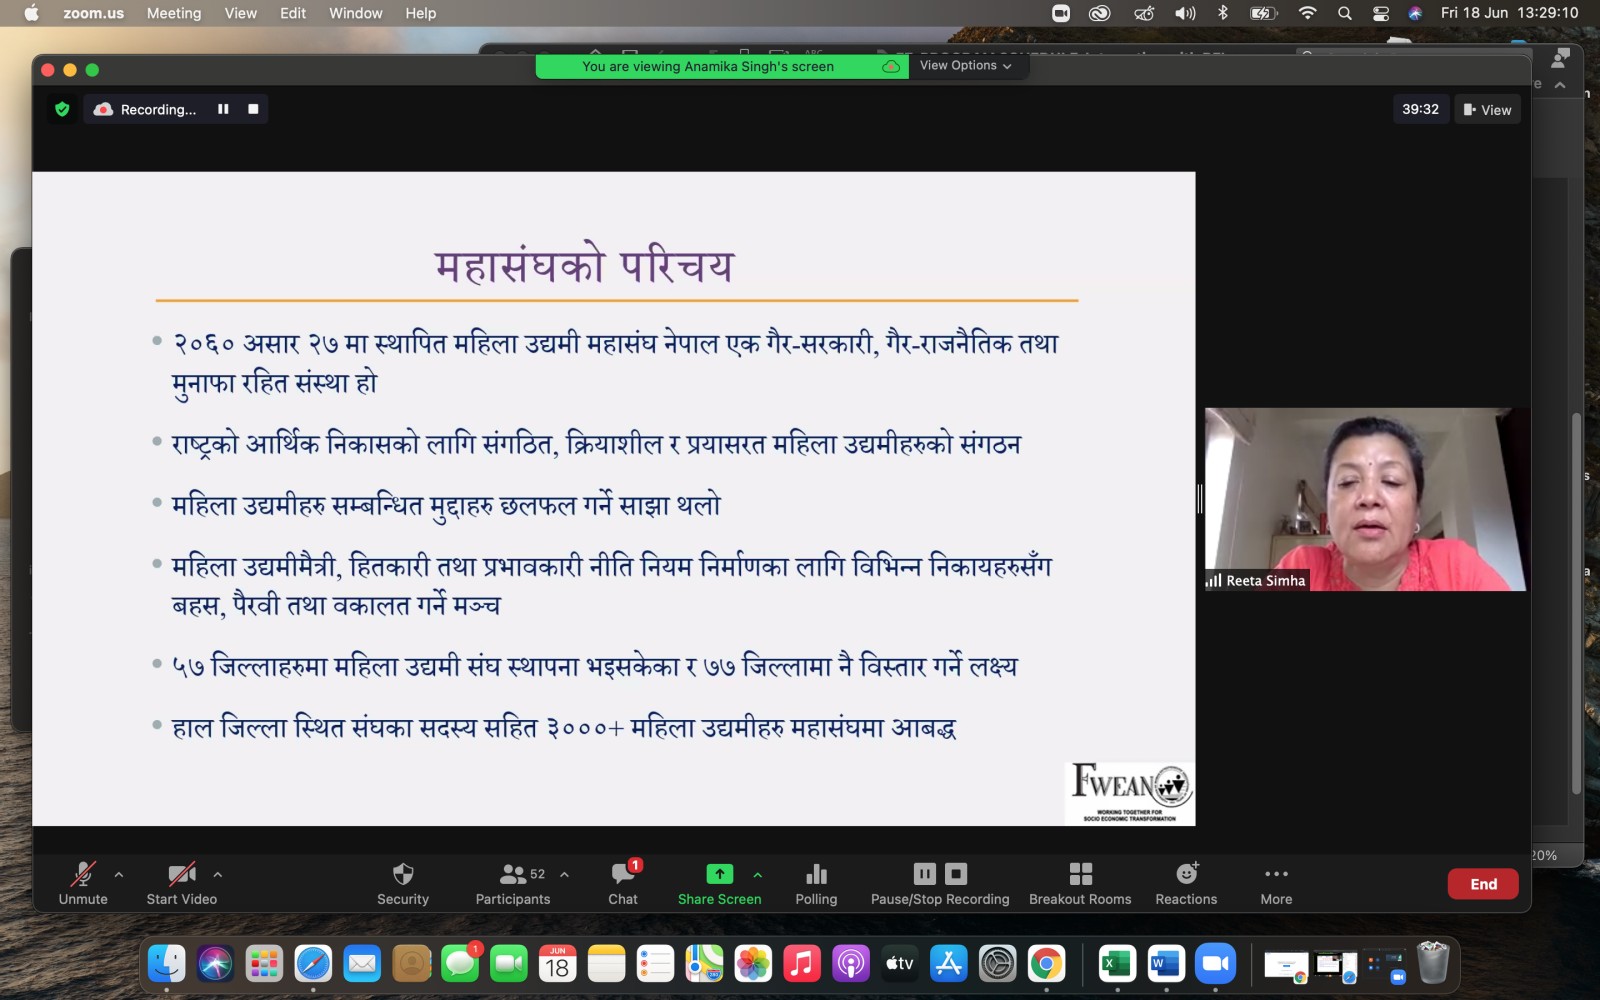 zoom.us Meeting View Edit Window Help Fri 18 Jun 13:29:10
You are viewing Anamika Singh's screen View Options
Recording... 39:32 View
महासंघको परिचय
२०६० असार २७ मा स्थापित महिला उद्यमी महासंघ नेपाल एक गैर-सरकारी, गैर-राजनैतिक तथा
मुनाफा रहित संस्था हो
राष्ट्रको आर्थिक निकासको लागि संगठित, क्रियाशील र प्रयासरत महिला उद्यमीहरुको संगठन
महिला उद्यमीहरु सम्बन्धित मुद्दाहरु छलफल गर्ने साझा थलो
महिला उद्यमीमैत्री, हितकारी तथा प्रभावकारी नीति नियम निर्माणका लागि विभिन्न निकायहरुसँग
बहस, पैरवी तथा वकालत गर्ने मञ्च
५७ जिल्लाहरुमा महिला उद्यमी संघ स्थापना भइसकेका र ७७ जिल्लामा नै विस्तार गर्ने लक्ष्य
हाल जिल्ला स्थित संघका सदस्य सहित ३०००+ महिला उद्यमीहरु महासंघमा आबद्ध
FWEAN
WORKING TOGETHER FOR
SOCIO ECONOMIC TRANSFORMATION
Reeta Simha
20%
52 1
Unmute Start Video Security Participants Chat Share Screen Polling Pause/Stop Recording Breakout Rooms Reactions More End
1 JUN 18 tv